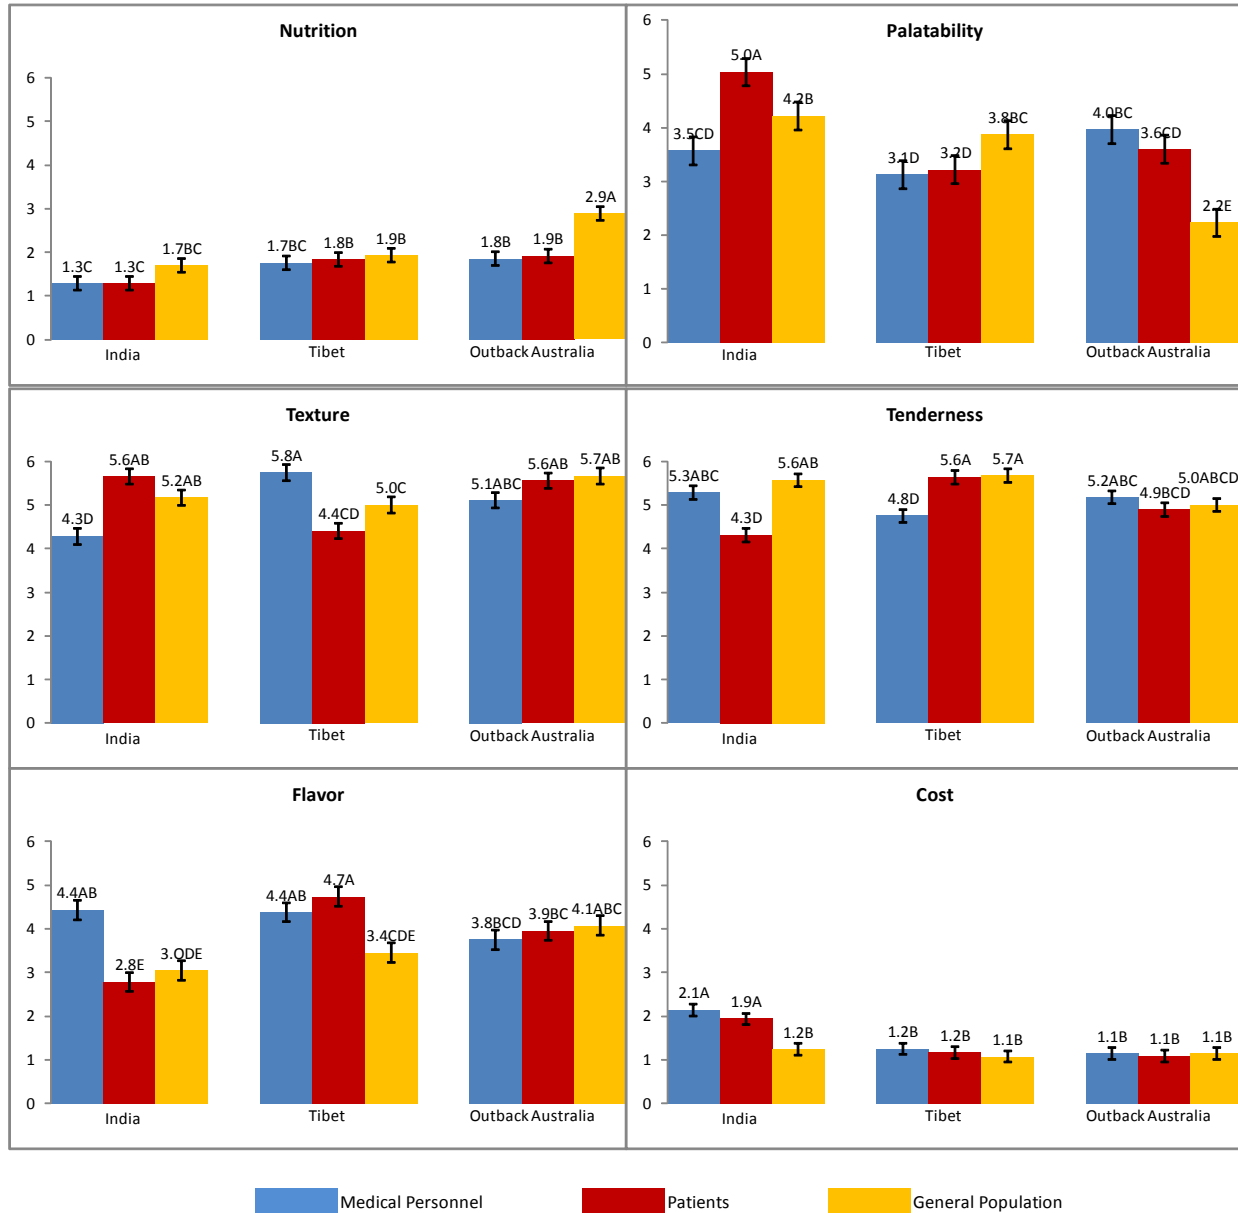 Nutrition
6
5
4
3
2
1
0
1.3C 1.3C 1.7BC 1.7BC 1.8B 1.9B 1.8B 1.9B 2.9A
India Tibet Outback Australia
Palatability
6
5
4
3
2
1
0
3.5CD 5.0A 4.2B 3.1D 3.2D 3.8BC 4.0BC 3.6CD 2.2E
India Tibet Outback Australia
Texture
6
5
4
3
2
1
0
4.3D 5.6AB 5.2AB 5.8A 4.4CD 5.0C 5.1ABC 5.6AB 5.7AB
India Tibet Outback Australia
Tenderness
6
5
4
3
2
1
0
5.3ABC 4.3D 5.6AB 4.8D 5.6A 5.7A 5.2ABC 4.9BCD 5.0ABCD
India Tibet Outback Australia
Flavor
6
5
4
3
2
1
0
4.4AB 2.8E 3.ODE 4.4AB 4.7A 3.4CDE 3.8BCD 3.9BC 4.1ABC
India Tibet Outback Australia
Cost
6
5
4
3
2
1
0
2.1A 1.9A 1.2B 1.2B 1.2B 1.1B 1.1B 1.1B 1.1B
India Tibet Outback Australia
Medical Personnel Patients General Population